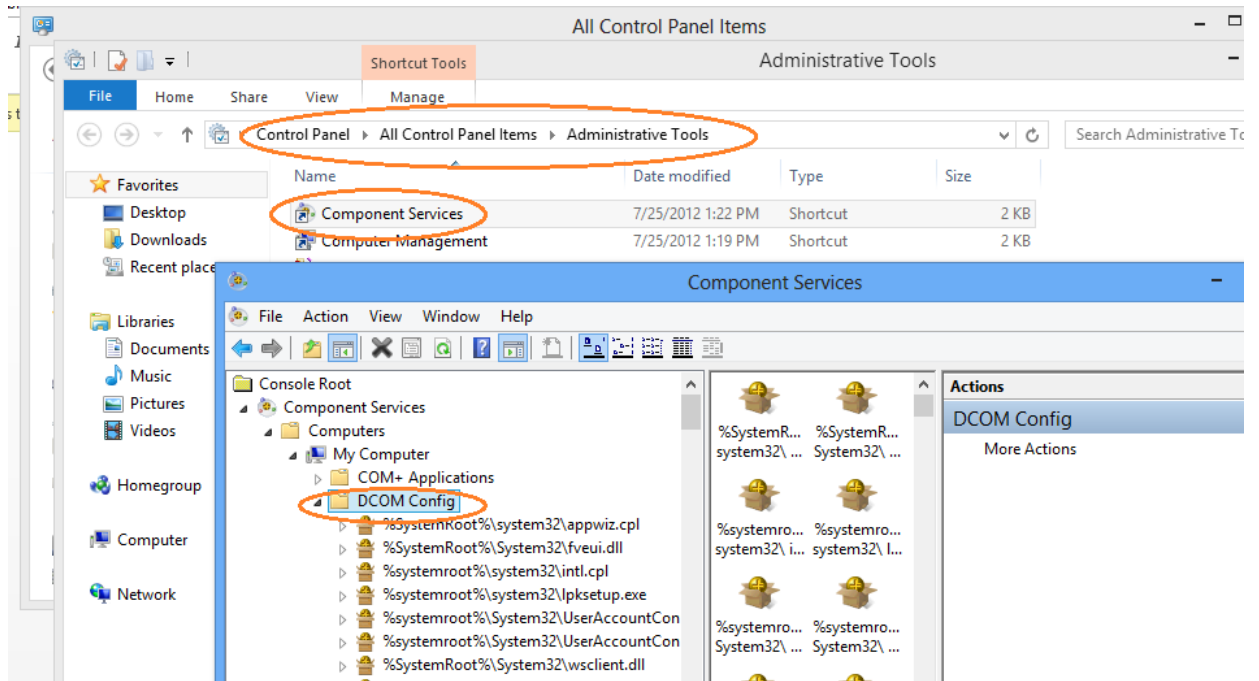 All Control Panel Items
Shortcut Tools
Administrative Tools
File Home Share View Manage
Control Panel All Control Panel Items Administrative Tools
Search Administrative To
Name Date modified Type Size
Favorites
Component Services 7/25/2012 1:22 PM Shortcut 2 KB
Desktop
Computer Management 7/25/2012 1:19 PM Shortcut 2 KB
Downloads
Recent place
Libraries
Documents
Music
Pictures
Videos
Homegroup
Computer
Network
Component Services
File Action View Window Help
Console Root
Component Services
Computers
My Computer
COM+ Applications
DCOM Config
%SystemRoot%\system32\appwiz.cpl
%SystemRoot%\System32\fveui.dll
%systemroot%\system32\intl.cpl
%systemroot%\system32\lpksetup.exe
%systemroot%\System32\UserAccountCon
%systemroot%\System32\UserAccountCon
%SystemRoot%\System32\wsclient.dll
%SystemR... %SystemR...
system32\ ... System32\ ...
%systemro... %systemro...
system32\ i... system32\ l...
%systemro... %systemro...
System32\ ... System32\ ...
Actions
DCOM Config
More Actions